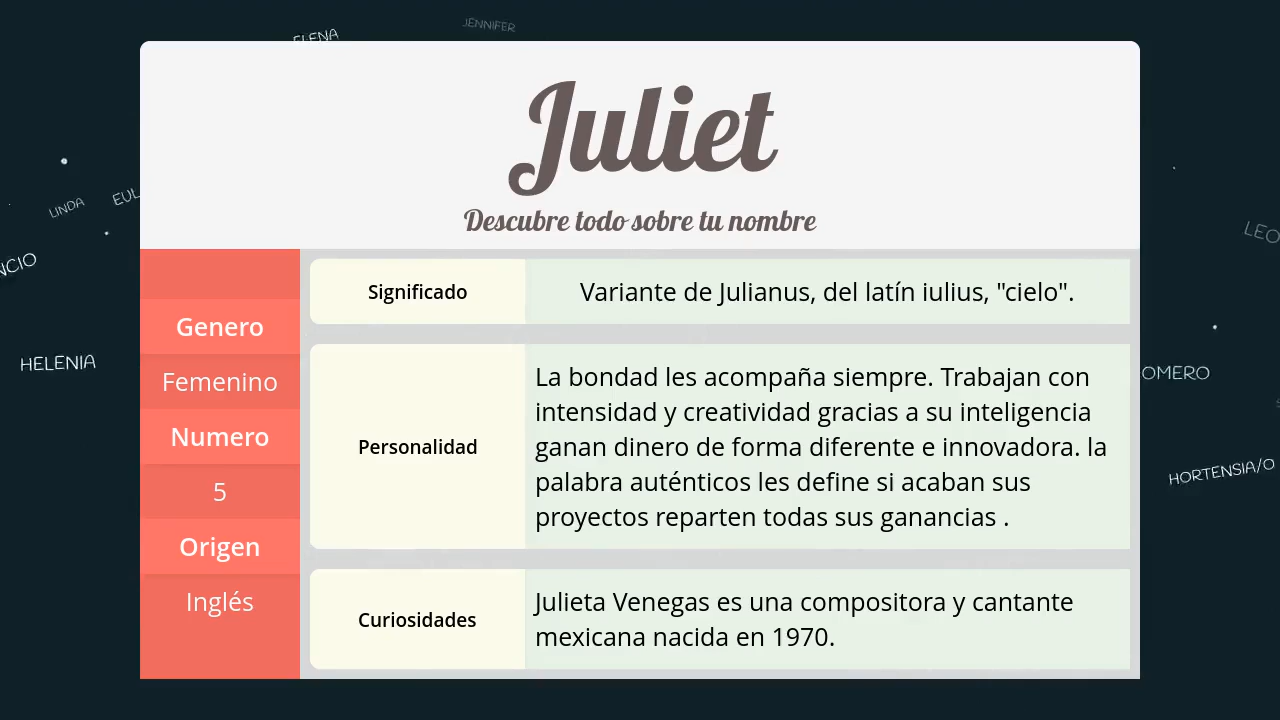 JENNIFER
ELENA
Juliet
Descubre todo sobre tu nombre
LINDA
EUL
LEO
NCIO
HELENIA
OMERO
HORTENSIA/O
Genero
Femenino
Numero
5
Origen
Inglés
Significado
Variante de Julianus, del latín iulius, "cielo".
Personalidad
La bondad les acompaña siempre. Trabajan con
intensidad y creatividad gracias a su inteligencia
ganan dinero de forma diferente e innovadora. la
palabra auténticos les define si acaban sus
proyectos reparten todas sus ganancias .
Curiosidades
Julieta Venegas es una compositora y cantante
mexicana nacida en 1970.